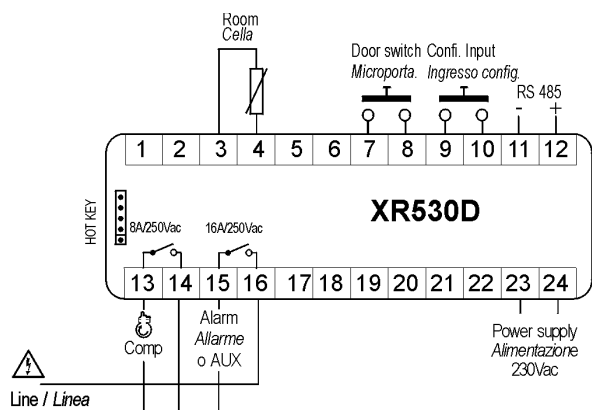 Room
Cella
Door switch Confi. Input
Microporta. Ingresso config.
RS 485
- +
1 2 3 4 5 6 7 8 9 10 11 12
XR530D
HOT KEY
8A/250Vac 16A/250Vac
13 14 15 16 17 18 19 20 21 22 23 24
Comp
Alarm
Allarme
o AUX
Power supply
Alimentazione
230Vac
Line / Linea